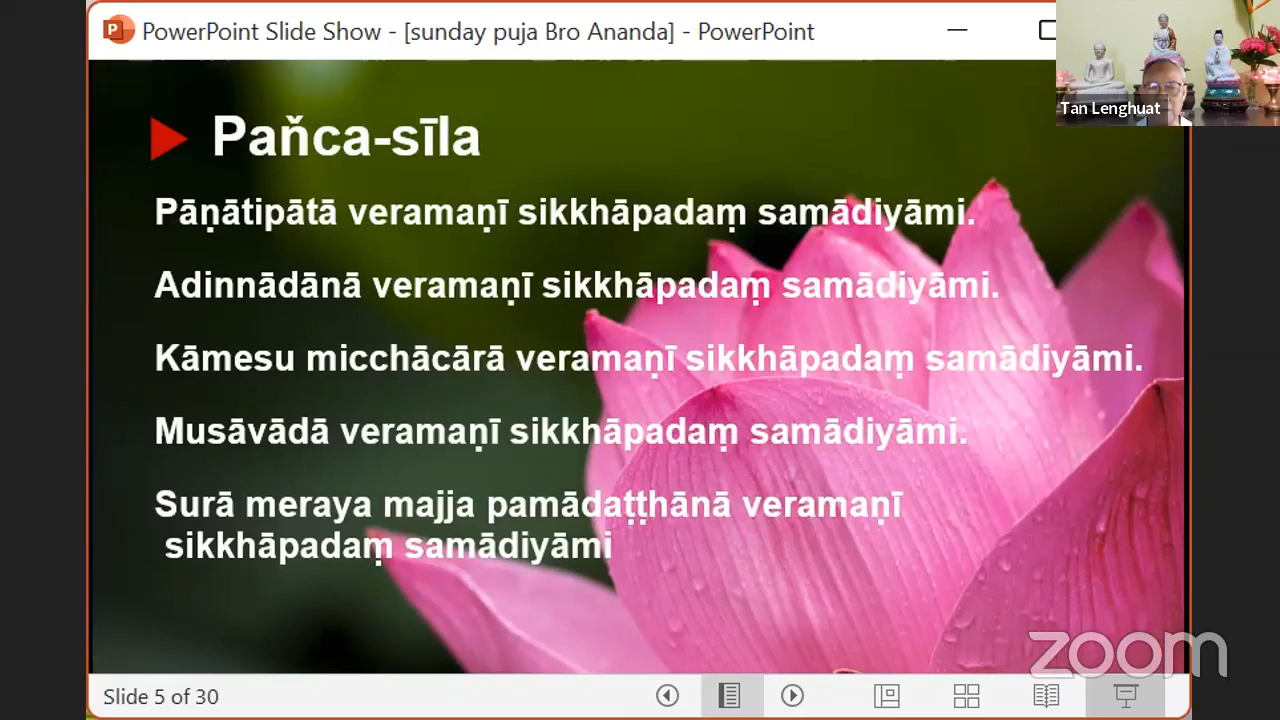 PowerPoint Slide Show - [sunday puja Bro Ananda] - PowerPoint
Tan Lenghuat
Paňca-sīla
Pāṇātipātā veramaṇī sikkhāpadaṃ samādiyāmi.
Adinnādānā veramaṇī sikkhāpadaṃ samādiyāmi.
Kāmesu micchācārā veramaṇī sikkhāpadaṃ samādiyāmi.
Musāvādā veramaṇī sikkhāpadaṃ samādiyāmi.
Surā meraya majja pamādaṭṭhānā veramaṇī
sikkhāpadaṃ samādiyāmi
zoom
Slide 5 of 30